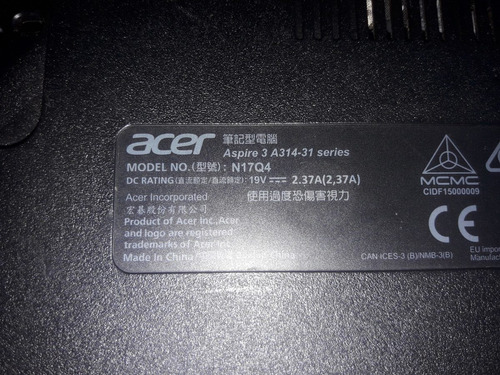 acer 筆記型電腦
Aspire 3 A314-31 series
MODEL NO.(型號): N17Q4
DC RATING(直流額定/直流额定): 19V 2.37A(2,37A)
Acer Incorporated 使用過度恐傷害視力
宏碁股份有限公司
Product of Acer Inc.,Acer
and logo are registered
trademarks of Acer Inc.
Made in China
MCMC
CIDF15000009
CE
CAN ICES-3 (B)/NMB-3(B)
EU